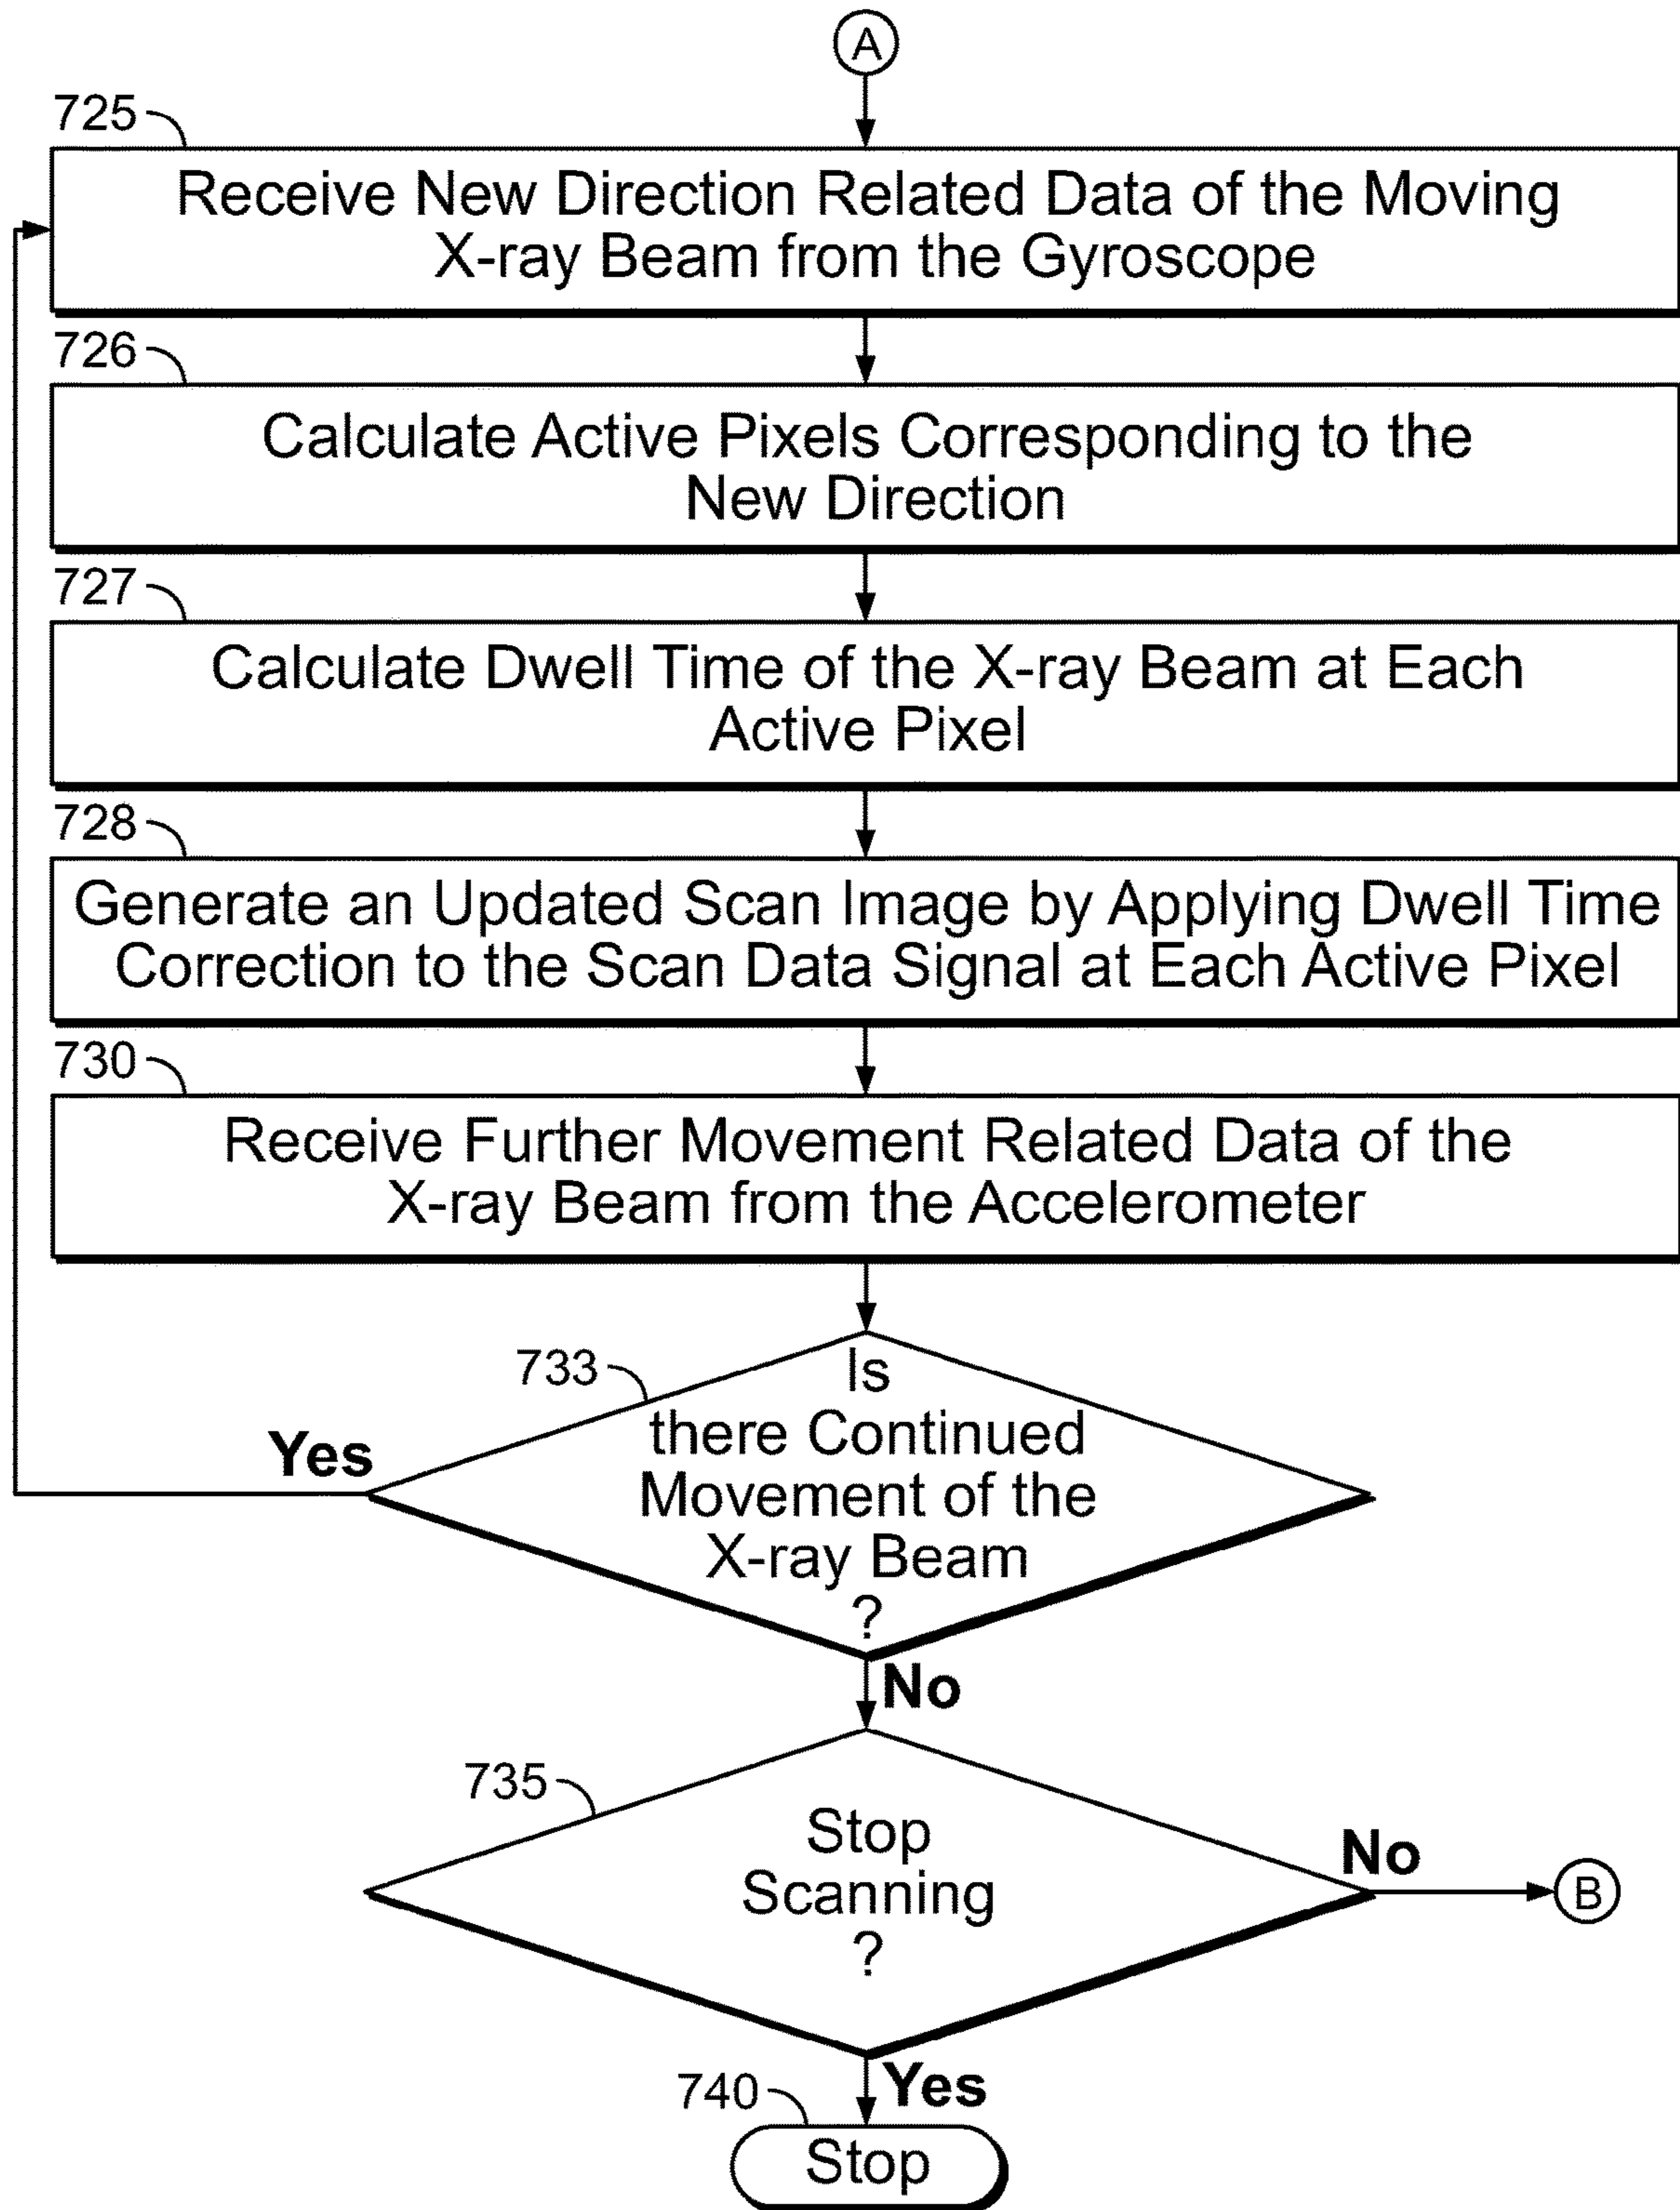 A
725
Receive New Direction Related Data of the Moving
X-ray Beam from the Gyroscope
726
Calculate Active Pixels Corresponding to the
New Direction
727
Calculate Dwell Time of the X-ray Beam at Each
Active Pixel
728
Generate an Updated Scan Image by Applying Dwell Time
Correction to the Scan Data Signal at Each Active Pixel
730
Receive Further Movement Related Data of the
X-ray Beam from the Accelerometer
733
Is
there Continued
Movement of the
X-ray Beam
?
Yes
No
735
Stop
Scanning
?
No
B
Yes
740
Stop